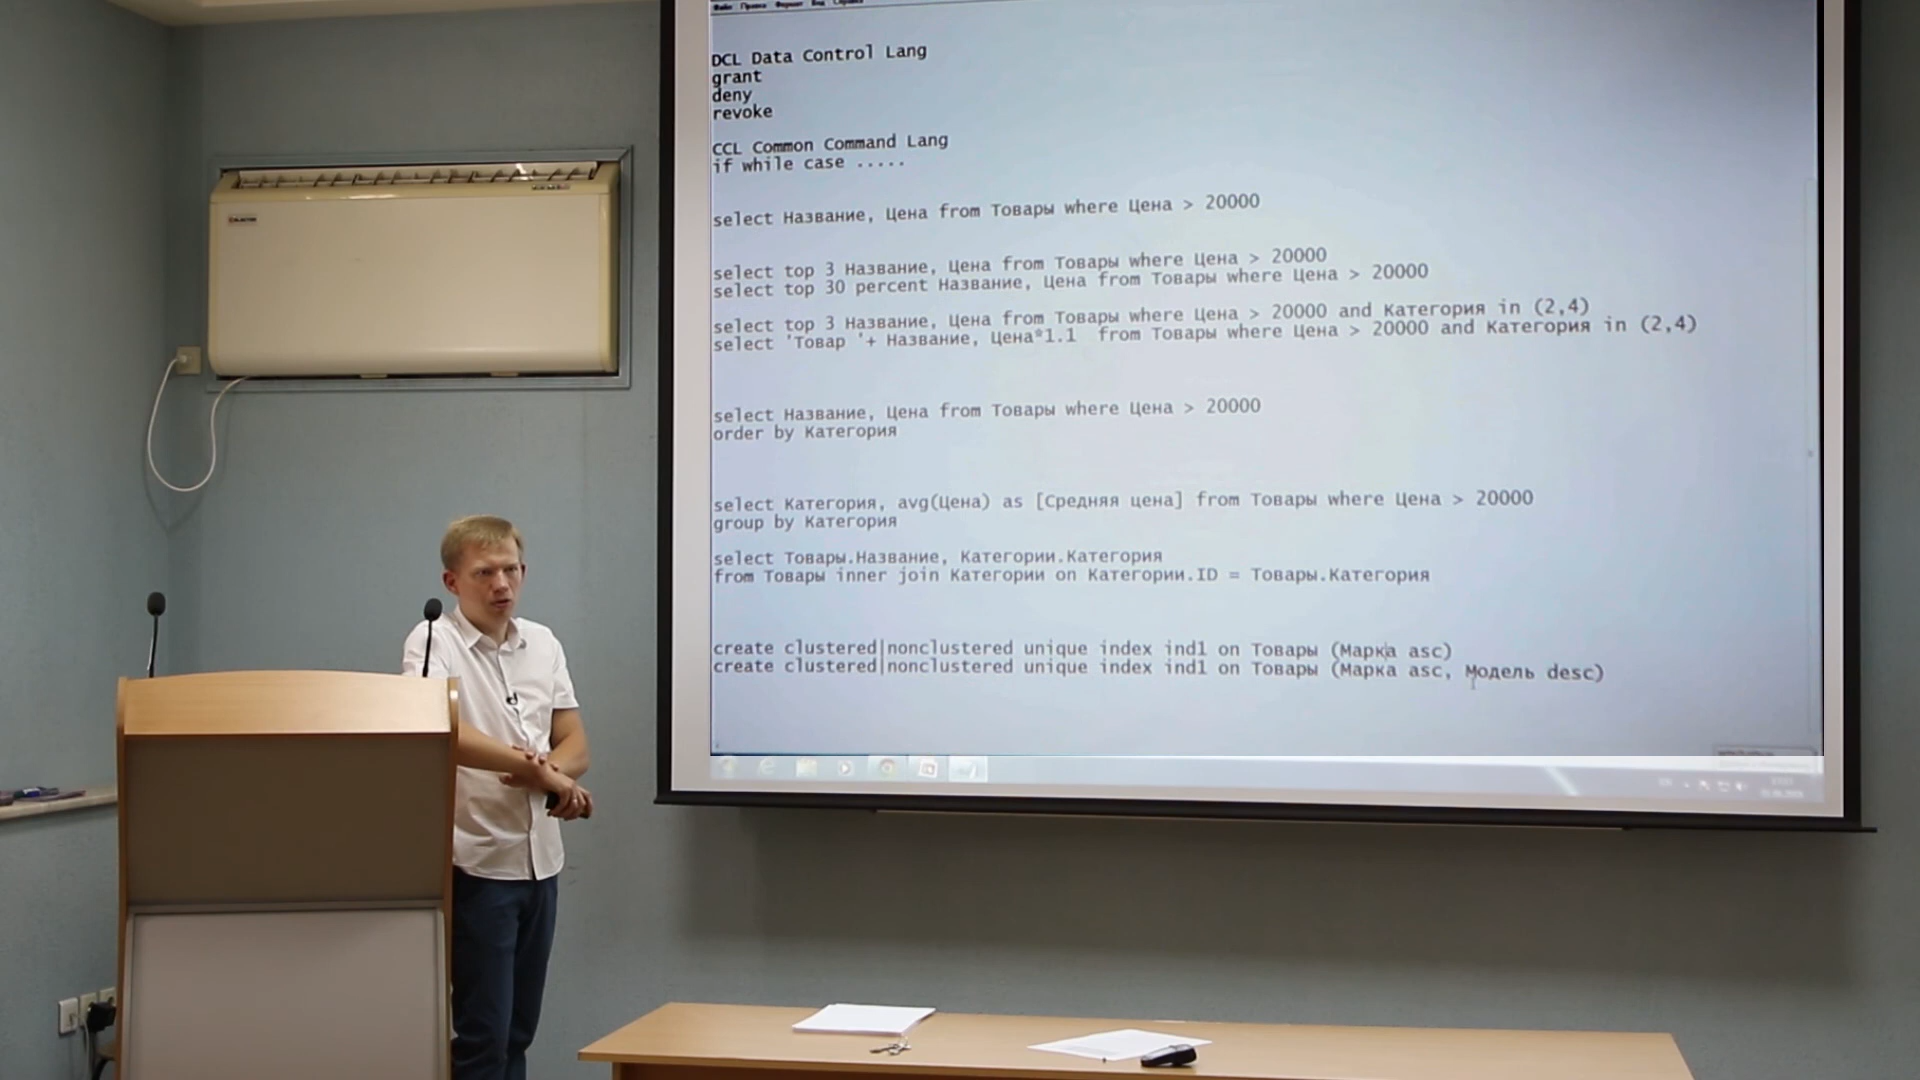 Файл Правка Формат Вид Справка
DCL Data Control Lang
grant
deny
revoke
CCL Common Command Lang
if while case .....
select Название, Цена from Товары where Цена > 20000
select top 3 Название, Цена from Товары where Цена > 20000
select top 30 percent Название, Цена from Товары where Цена > 20000
select top 3 Название, Цена from Товары where Цена > 20000 and Категория in (2,4)
select 'Товар '+ Название, Цена*1.1  from Товары where Цена > 20000 and Категория in (2,4)
select Название, Цена from Товары where Цена > 20000
order by Категория
select Категория, avg(Цена) as [Средняя цена] from Товары where Цена > 20000
group by Категория
select Товары.Название, Категории.Категория
from Товары inner join Категории on Категории.ID = Товары.Категория
create clustered|nonclustered unique index ind1 on Товары (Марка asc)
create clustered|nonclustered unique index ind1 on Товары (Марка asc, Модель desc)